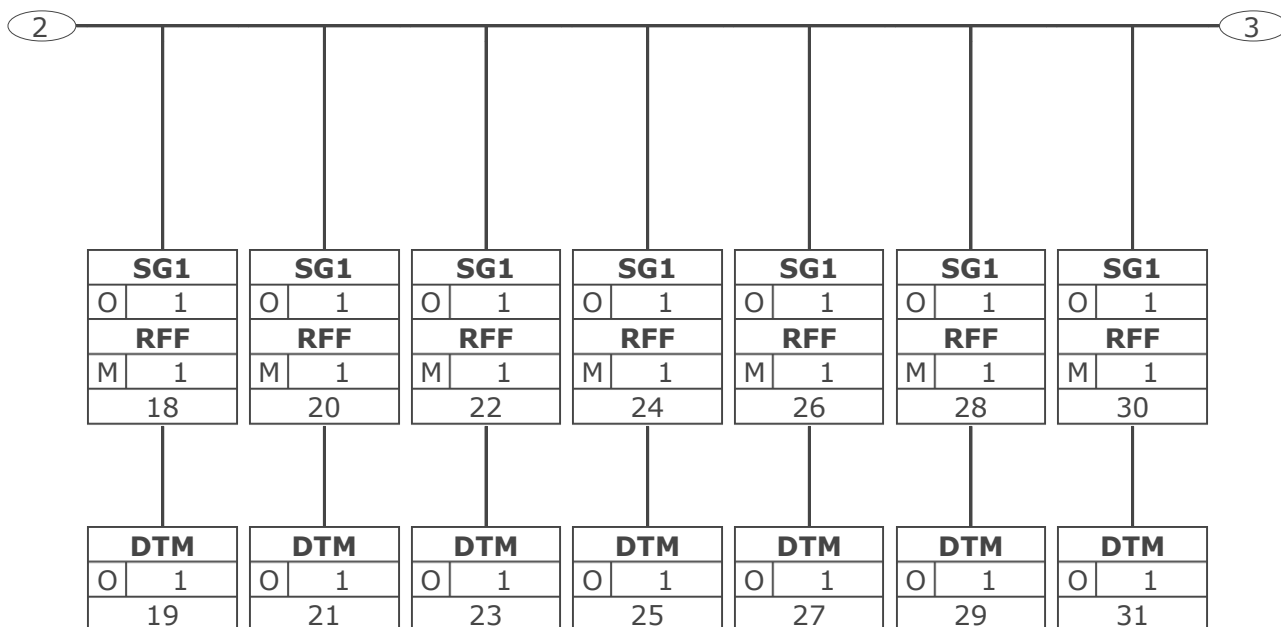 2 3
SG1 SG1 SG1 SG1 SG1 SG1 SG1
O 1 O 1 O 1 O 1 O 1 O 1 O 1
RFF RFF RFF RFF RFF RFF RFF
M 1 M 1 M 1 M 1 M 1 M 1 M 1
18 20 22 24 26 28 30
DTM DTM DTM DTM DTM DTM DTM
O 1 O 1 O 1 O 1 O 1 O 1 O 1
19 21 23 25 27 29 31